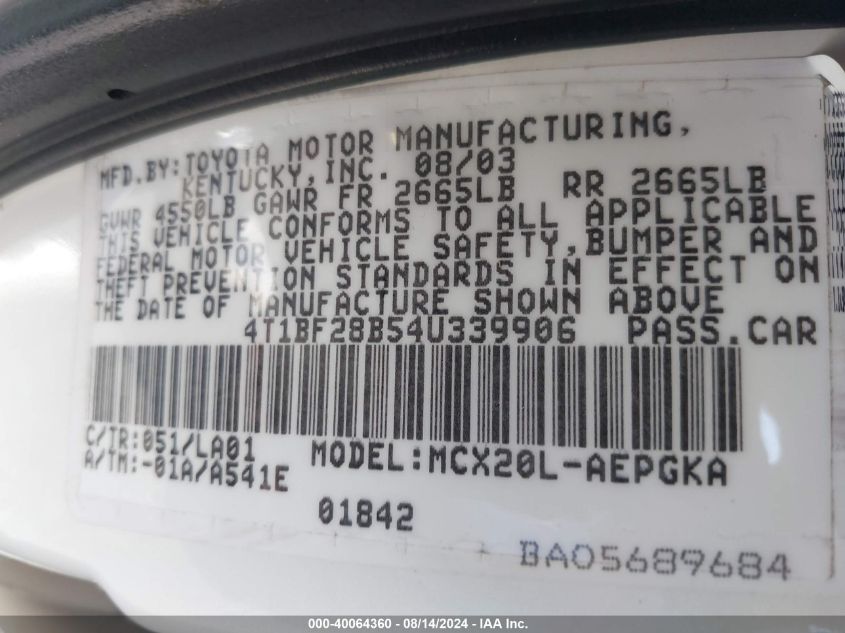 MFD.BY:TOYOTA MOTOR MANUFACTURING,
KENTUCKY,INC. 08/03
GVWR 4550LB GAWR FR 2665LB RR 2665LB
THIS VEHICLE CONFORMS TO ALL APPLICABLE
FEDERAL MOTOR VEHICLE SAFETY,BUMPER AND
THEFT PREVENTION STANDARDS IN EFFECT ON
THE DATE OF MANUFACTURE SHOWN ABOVE
4T1BF28B54U339906 PASS.CAR
C/TR:051/LA01
A/TM:-01A/A541E
MODEL:MCX20L-AEPGKA
01842
BA05689684
000-40064360 - 08/14/2024 - IAA Inc.